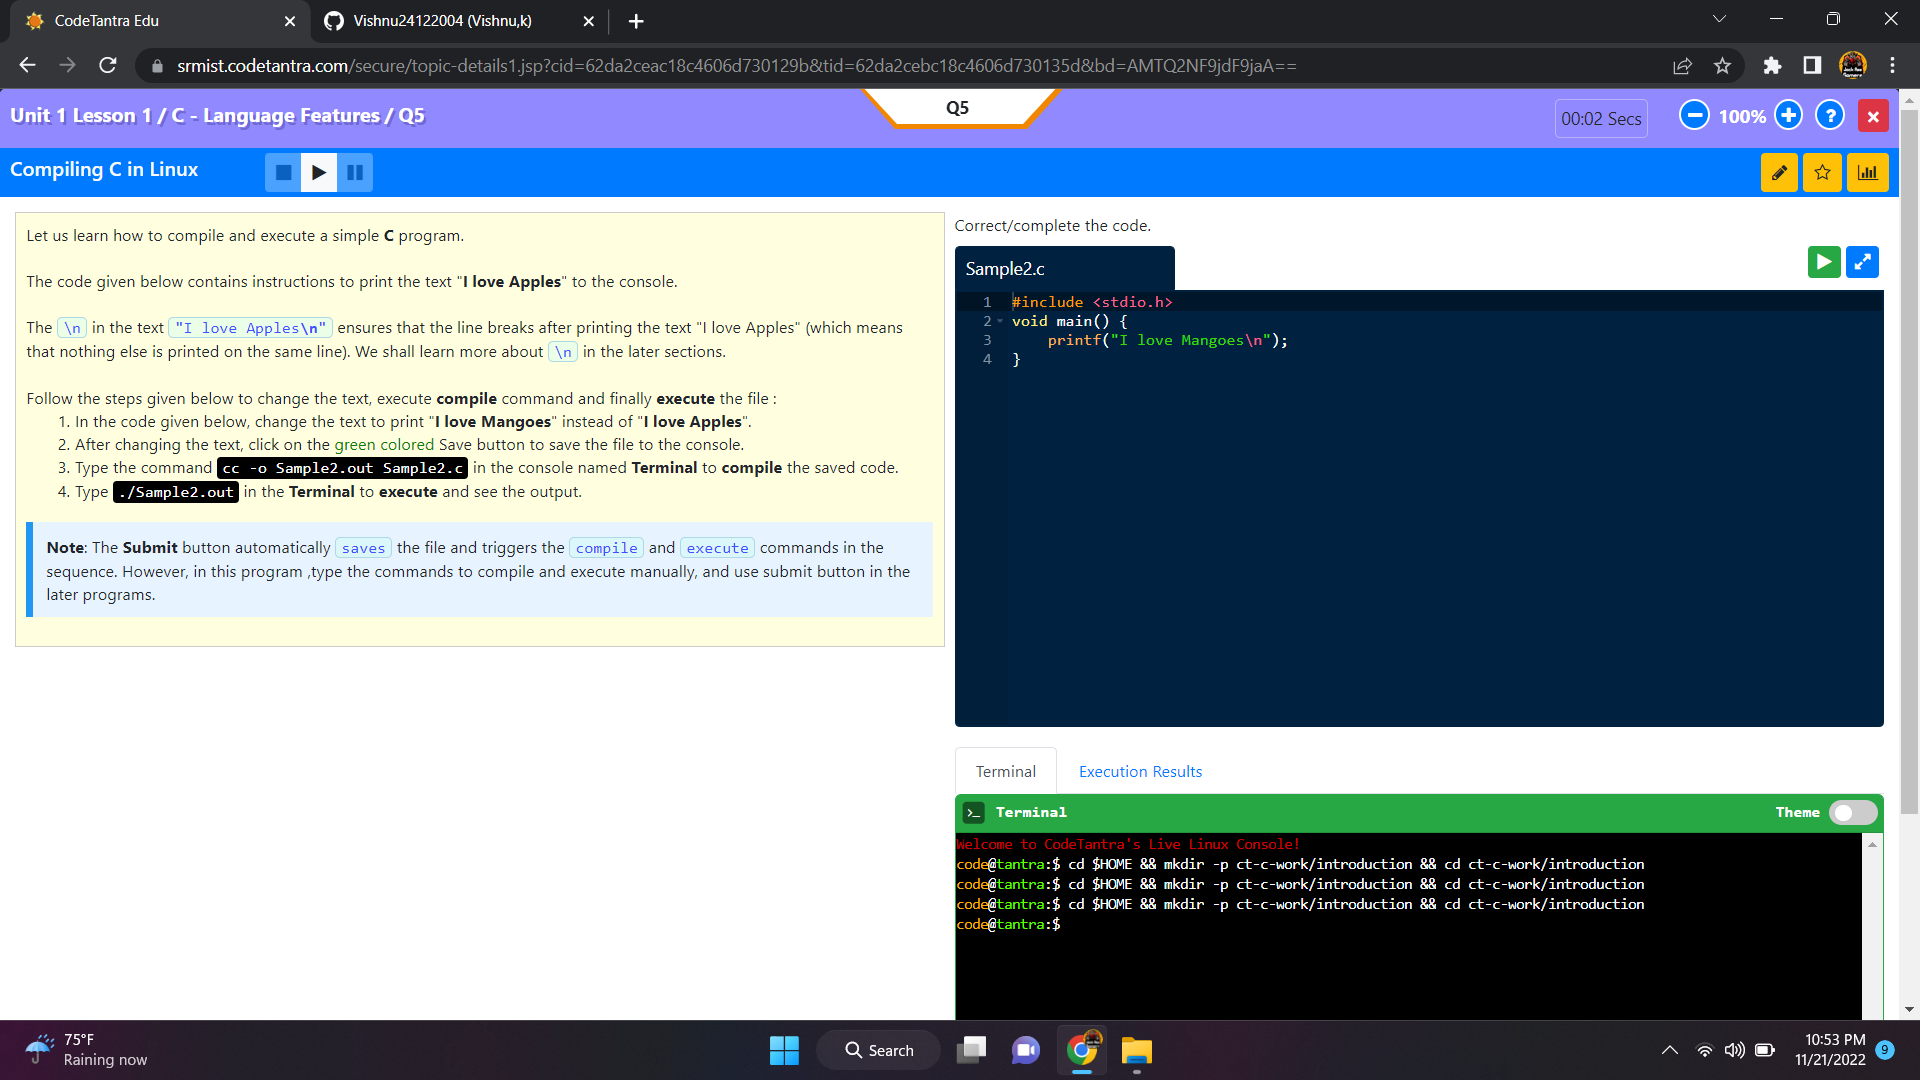 CodeTantra Edu
Vishnu24122004 (Vishnu,k)
srmist.codetantra.com/secure/topic-details1.jsp?cid=62da2ceac18c4606d730129b&tid=62da2cebc18c4606d730135d&bd=AMTQ2NF9jdF9jaA==
Unit 1 Lesson 1 / C - Language Features / Q5
Q5
00:02 Secs
100%
?
Compiling C in Linux
Let us learn how to compile and execute a simple C program.
The code given below contains instructions to print the text "I love Apples" to the console.
The \n in the text "I love Apples\n" ensures that the line breaks after printing the text "I love Apples" (which means
that nothing else is printed on the same line). We shall learn more about \n in the later sections.
Follow the steps given below to change the text, execute compile command and finally execute the file :
1. In the code given below, change the text to print "I love Mangoes" instead of "I love Apples".
2. After changing the text, click on the green colored Save button to save the file to the console.
3. Type the command cc -o Sample2.out Sample2.c in the console named Terminal to compile the saved code.
4. Type ./Sample2.out in the Terminal to execute and see the output.
Note: The Submit button automatically saves the file and triggers the compile and execute commands in the
sequence. However, in this program ,type the commands to compile and execute manually, and use submit button in the
later programs.
Correct/complete the code.
Sample2.c
1 #include <stdio.h>
2 void main() {
3 printf("I love Mangoes\n");
4 }
Terminal
Execution Results
Terminal
Theme
Welcome to CodeTantra's Live Linux Console!
code@tantra:$ cd $HOME && mkdir -p ct-c-work/introduction && cd ct-c-work/introduction
code@tantra:$ cd $HOME && mkdir -p ct-c-work/introduction && cd ct-c-work/introduction
code@tantra:$ cd $HOME && mkdir -p ct-c-work/introduction && cd ct-c-work/introduction
code@tantra:$
75°F
Raining now
Search
10:53 PM
11/21/2022
9